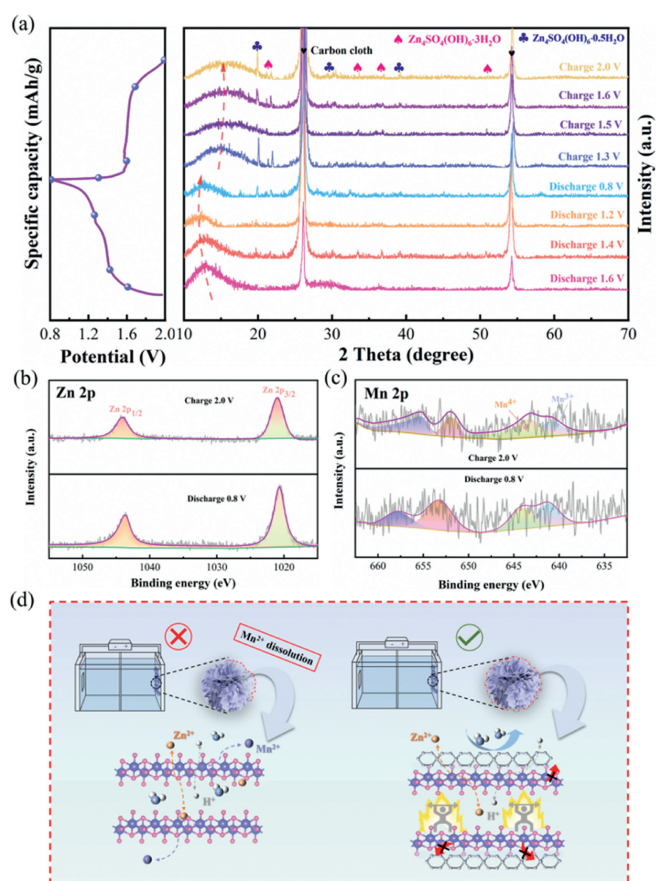 (a)
Specific capacity (mAh/g)
0.8 1.2 1.6 2.0
Potential (V)
Carbon cloth
Zn₄SO₄(OH)₆·3H₂O
Zn₄SO₄(OH)₆·0.5H₂O
Charge 2.0 V
Charge 1.6 V
Charge 1.5 V
Charge 1.3 V
Discharge 0.8 V
Discharge 1.2 V
Discharge 1.4 V
Discharge 1.6 V
10 20 30 40 50 60 70
2 Theta (degree)
Intensity (a.u.)
(b)
Zn 2p
Zn 2p1/2
Zn 2p3/2
Charge 2.0 V
Discharge 0.8 V
Intensity (a.u.)
1050 1040 1030 1020
Binding energy (eV)
(c)
Mn 2p
Mn⁴⁺
Mn³⁺
Charge 2.0 V
Discharge 0.8 V
Intensity (a.u.)
660 655 650 645 640 635
Binding energy (eV)
(d)
Mn²⁺ dissolution
Zn²⁺
Mn²⁺
H⁺
Zn²⁺
H⁺